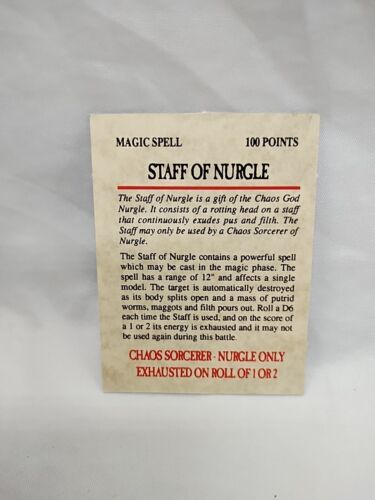 MAGIC SPELL 100 POINTS
STAFF OF NURGLE
The Staff of Nurgle is a gift of the Chaos God
Nurgle. It consists of a rotting head on a staff
that continuously exudes pus and filth. The
Staff may only be used by a Chaos Sorcerer of
Nurgle.
The Staff of Nurgle contains a powerful spell
which may be cast in the magic phase. The
spell has a range of 12" and affects a single
model. The target is automatically destroyed
as its body splits open and a mass of putrid
worms, maggots and filth pours out. Roll a D6
each time the Staff is used, and on the score of
a 1 or 2 its energy is exhausted and it may not
be used again during this battle.
CHAOS SORCERER - NURGLE ONLY
EXHAUSTED ON ROLL OF 1 OR 2